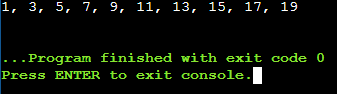 1, 3, 5, 7, 9, 11, 13, 15, 17, 19
...Program finished with exit code 0
Press ENTER to exit console.